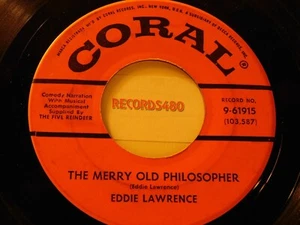 CORAL
®
Comedy Narration
With Musical
Accompaniment
Supplied By
THE FIVE REINDEER
RECORDS480
RECORD NO.
9-61915
(103,587)
THE MERRY OLD PHILOSOPHER
(Eddie Lawrence)
EDDIE LAWRENCE